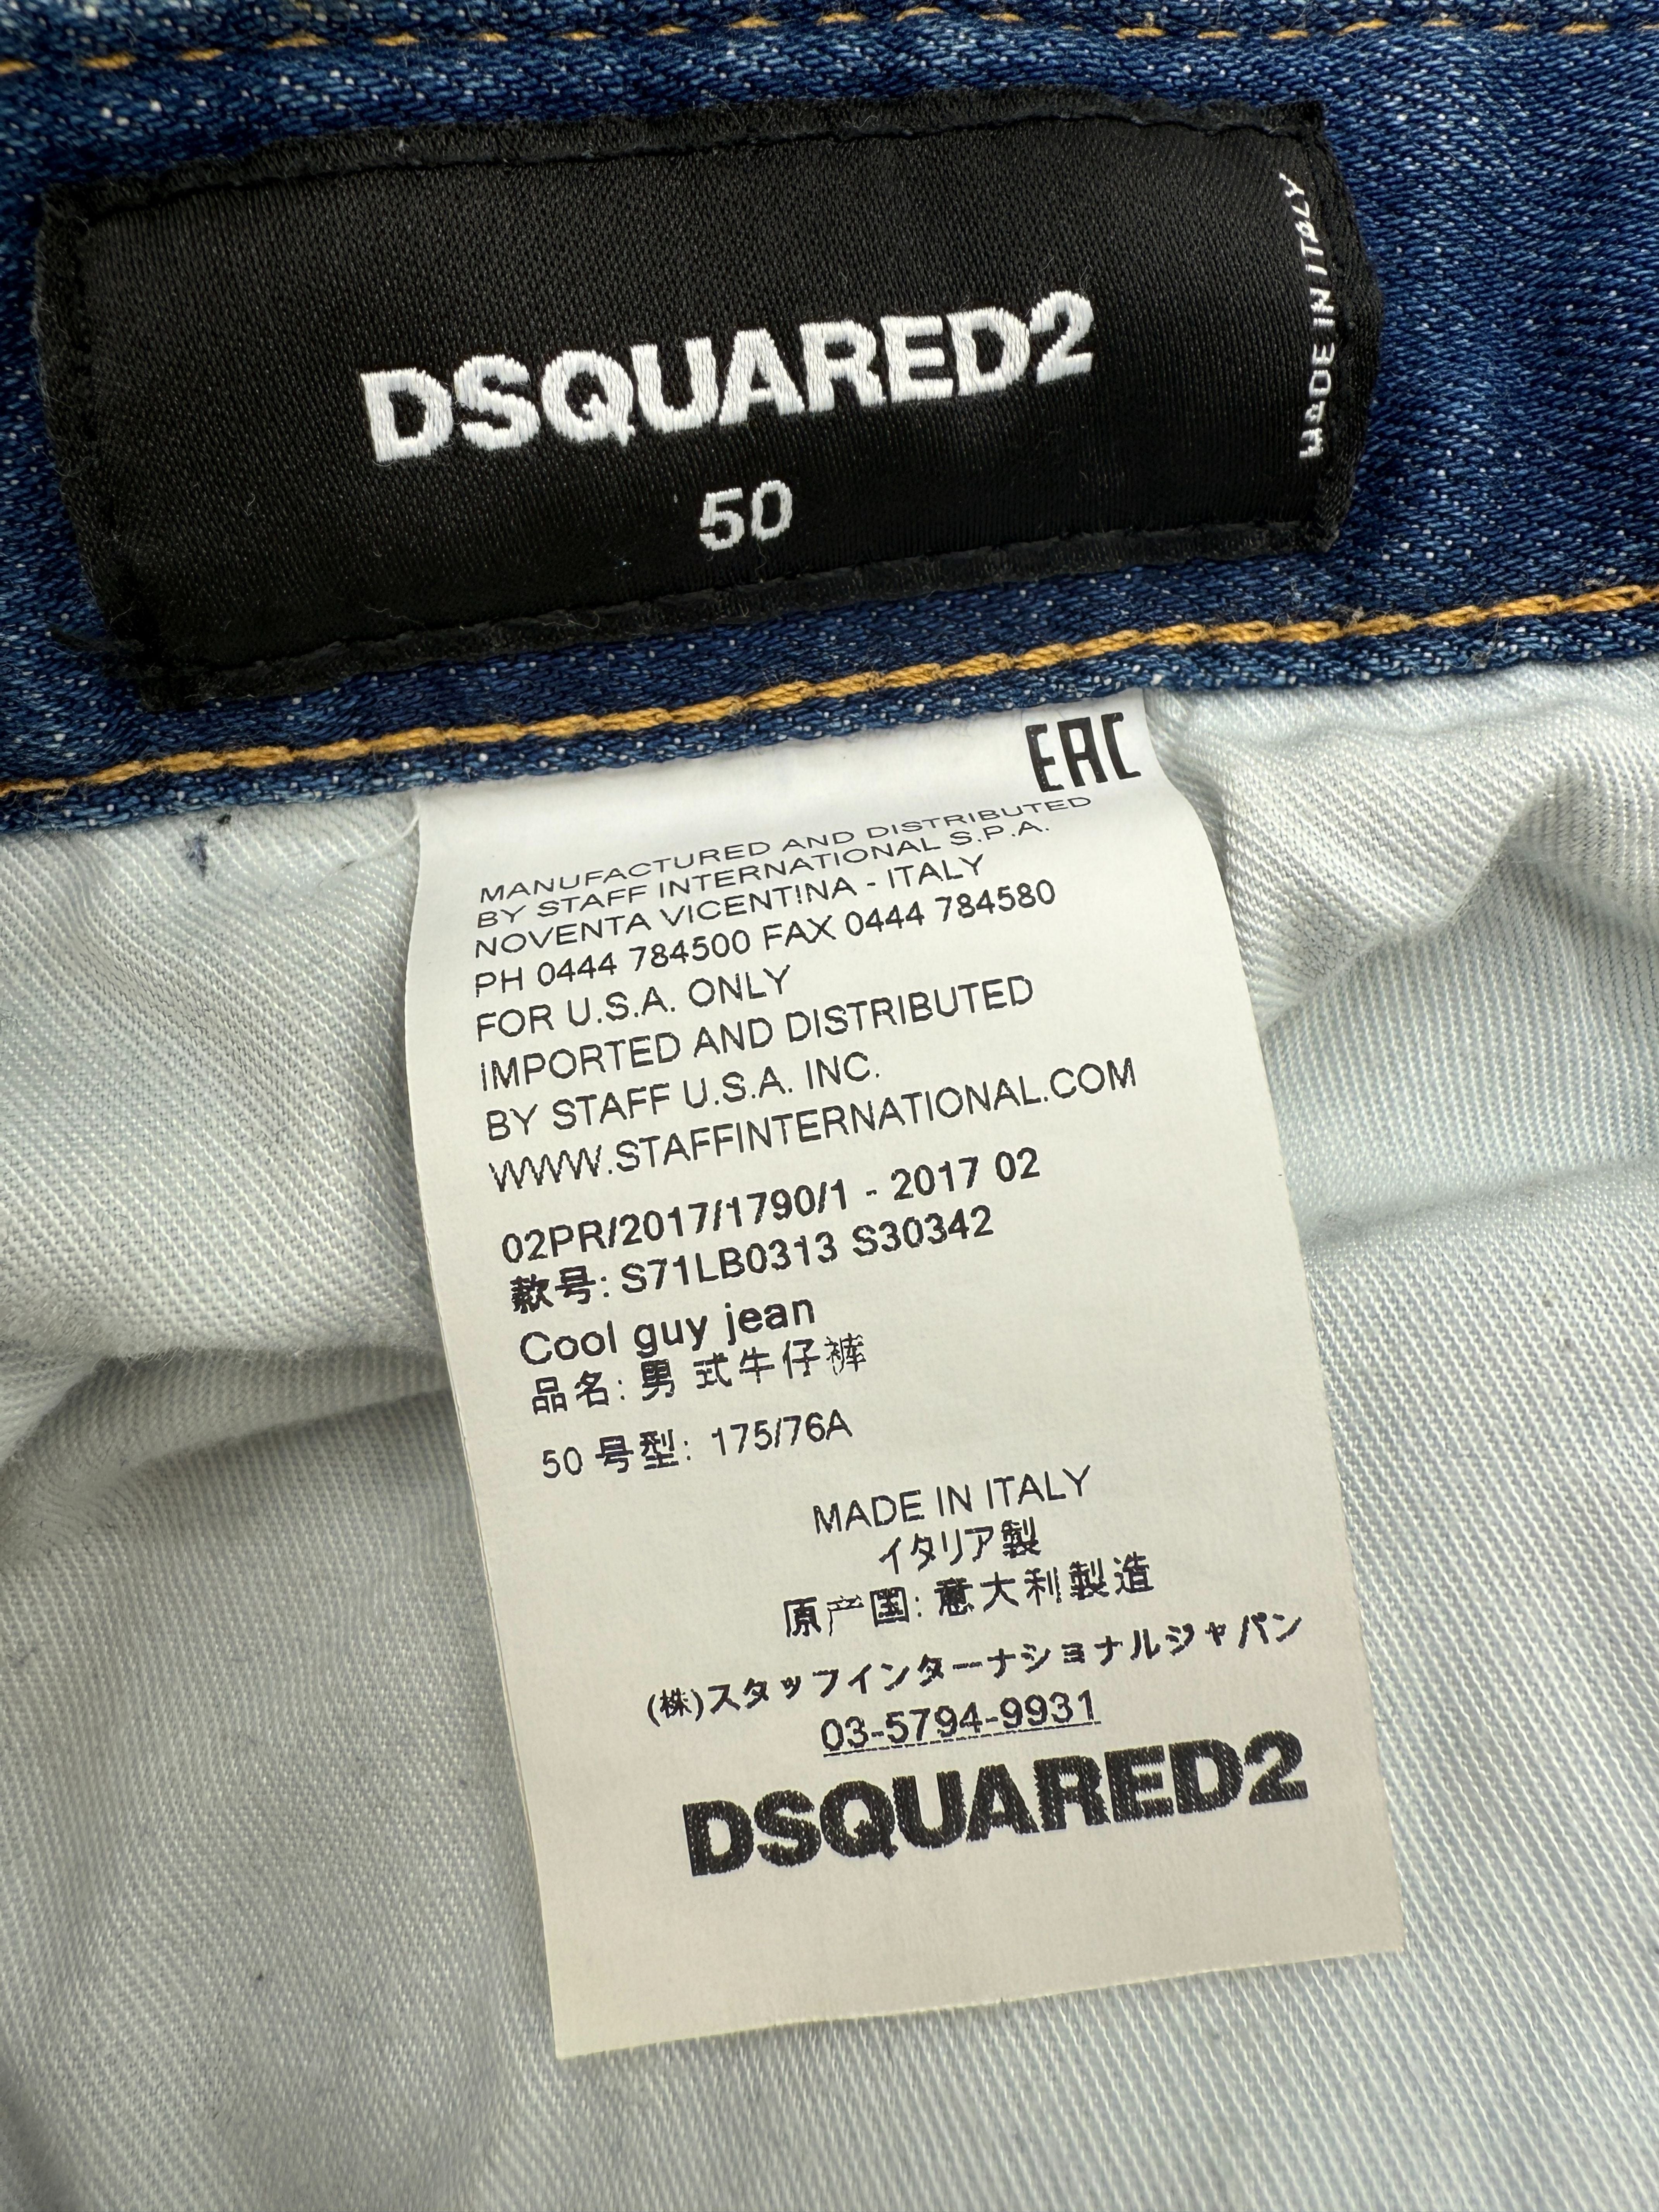 DSQUARED2
50
MADE IN ITALY
EAC
MANUFACTURED AND DISTRIBUTED
BY STAFF INTERNATIONAL S.P.A.
NOVENTA VICENTINA - ITALY
PH 0444 784500 FAX 0444 784580
FOR U.S.A. ONLY
IMPORTED AND DISTRIBUTED
BY STAFF U.S.A. INC.
WWW.STAFFINTERNATIONAL.COM
02PR/2017/1790/1 - 2017 02
款号: S71LB0313 S30342
Cool guy jean
品名: 男 式牛仔裤
50 号型: 175/76A
MADE IN ITALY
イタリア製
原产国: 意大利製造
(株)スタッフインターナショナルジャパン
03-5794-9931
DSQUARED2